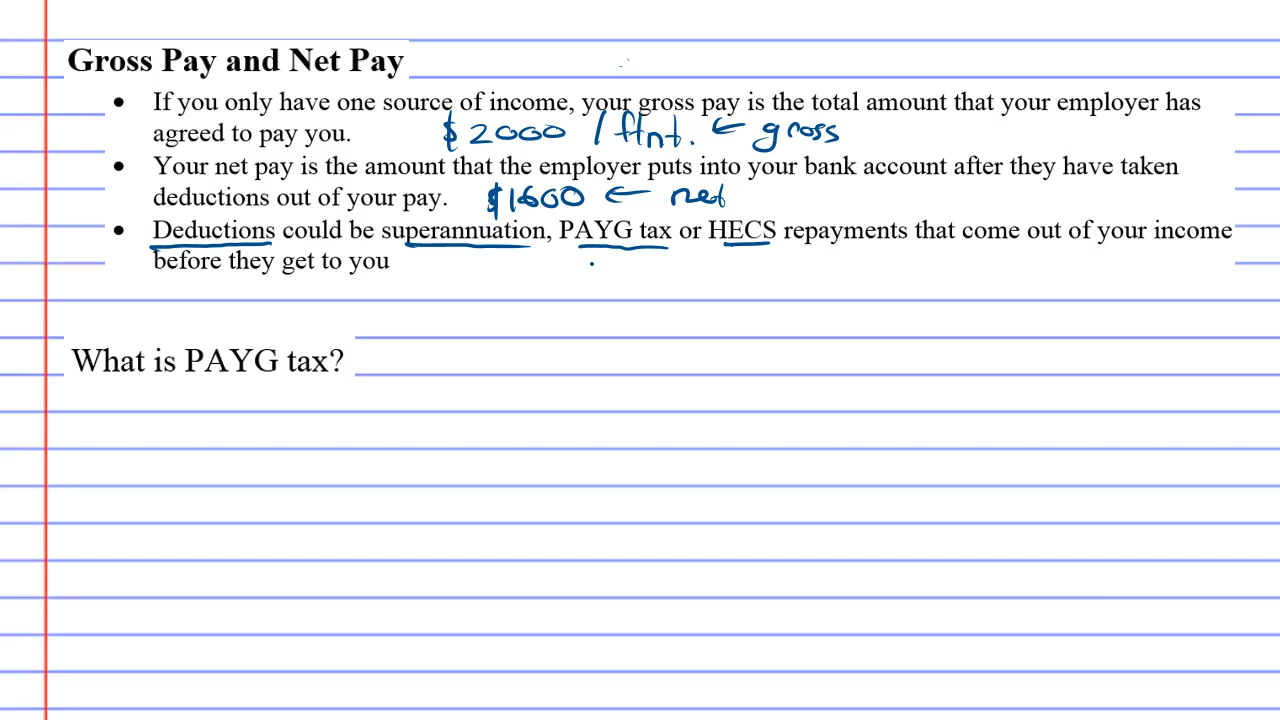 Gross Pay and Net Pay
• If you only have one source of income, your gross pay is the total amount that your employer has
agreed to pay you. $2000 / ftnt. ← gross
• Your net pay is the amount that the employer puts into your bank account after they have taken
deductions out of your pay. $1600 ← net
• Deductions could be superannuation, PAYG tax or HECS repayments that come out of your income
before they get to you
What is PAYG tax?